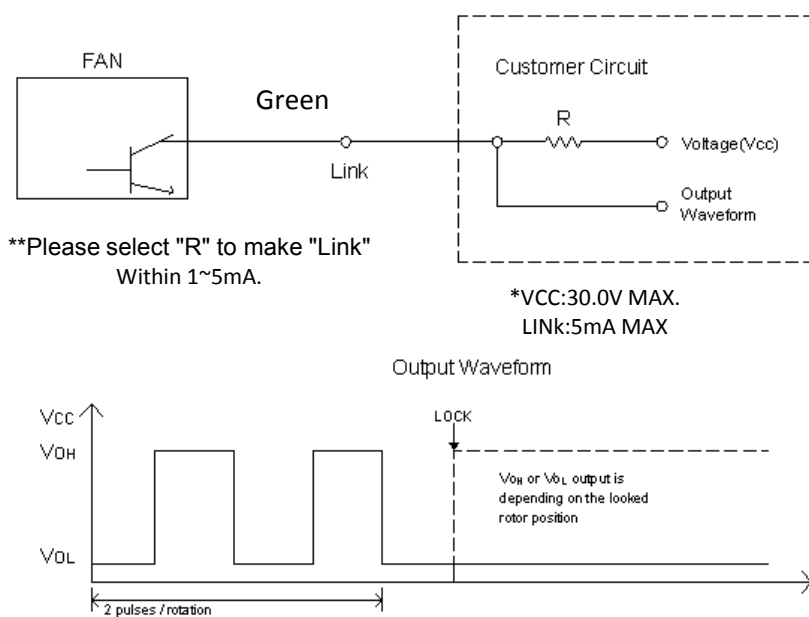 FAN
Customer Circuit
Green
R
Link
Voltage(Vcc)
Output
Waveform
**Please select "R" to make "Link"
Within 1~5mA.
*VCC:30.0V MAX.
LINk:5mA MAX
Output Waveform
VCC
LOCK
VOH
VOH or VOL output is
depending on the looked
rotor position
VOL
2 pulses / rotation